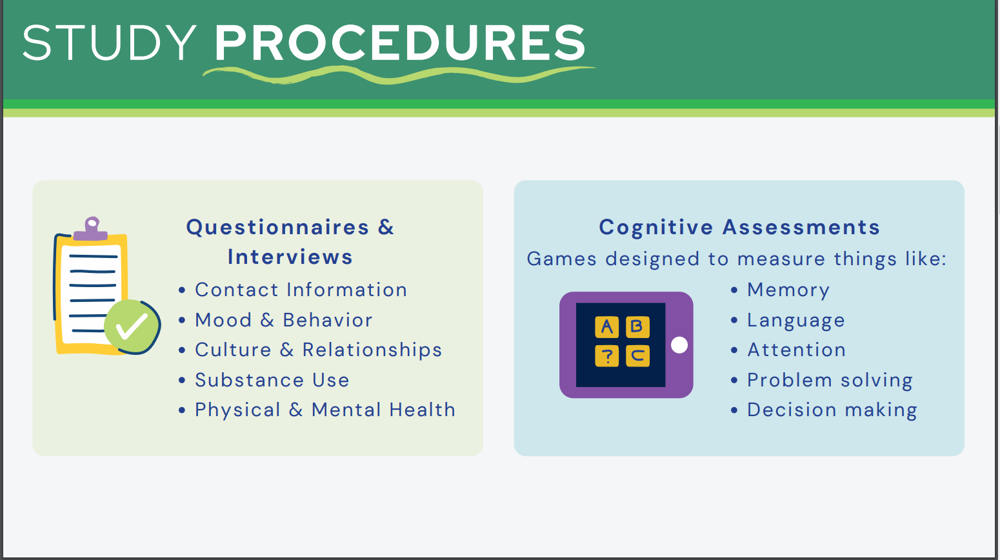 STUDY PROCEDURES
Questionnaires &
Interviews
• Contact Information
• Mood & Behavior
• Culture & Relationships
• Substance Use
• Physical & Mental Health
Cognitive Assessments
Games designed to measure things like:
• Memory
• Language
• Attention
• Problem solving
• Decision making
A B
? C